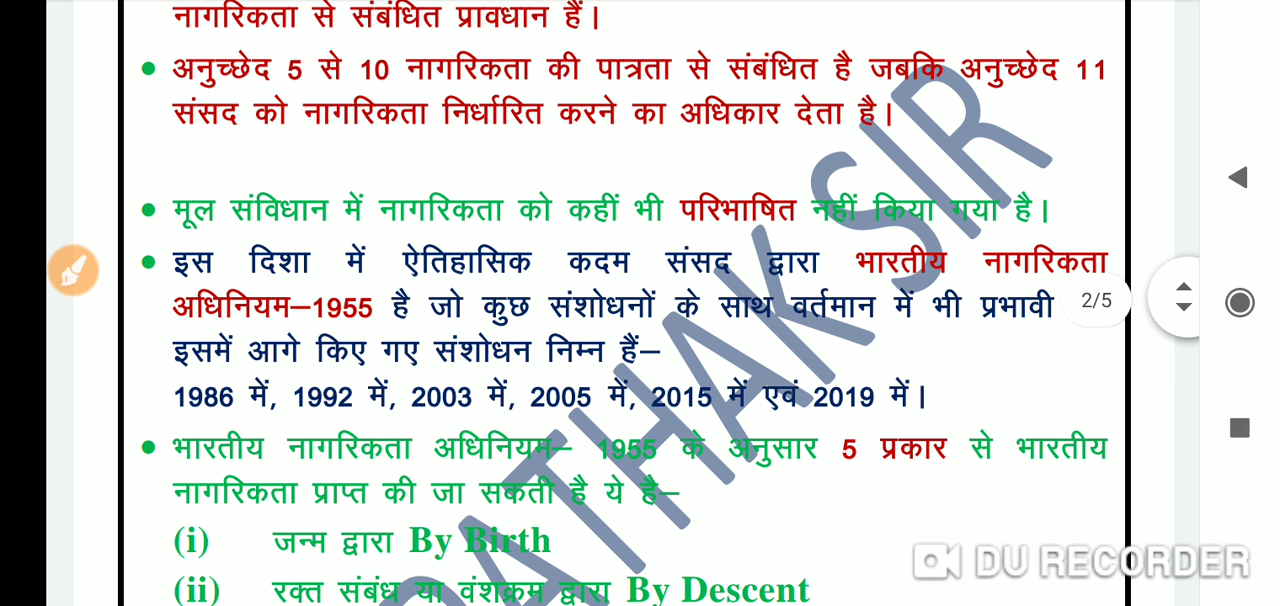 नागरिकता से संबंधित प्रावधान हैं।
• अनुच्छेद 5 से 10 नागरिकता की पात्रता से संबंधित है जबकि अनुच्छेद 11
संसद को नागरिकता निर्धारित करने का अधिकार देता है।
• मूल संविधान में नागरिकता को कहीं भी परिभाषित नहीं किया गया है।
• इस दिशा में ऐतिहासिक कदम संसद द्वारा भारतीय नागरिकता
अधिनियम–1955 है जो कुछ संशोधनों के साथ वर्तमान में भी प्रभावी
2/5
इसमें आगे किए गए संशोधन निम्न हैं–
1986 में, 1992 में, 2003 में, 2005 में, 2015 में एवं 2019 में।
• भारतीय नागरिकता अधिनियम– 1955 के अनुसार 5 प्रकार से भारतीय
नागरिकता प्राप्त की जा सकती है ये है–
(i) जन्म द्वारा By Birth
(ii) रक्त संबंध या वंशक्रम द्वारा By Descent
PATHAK SIR
DU RECORDER